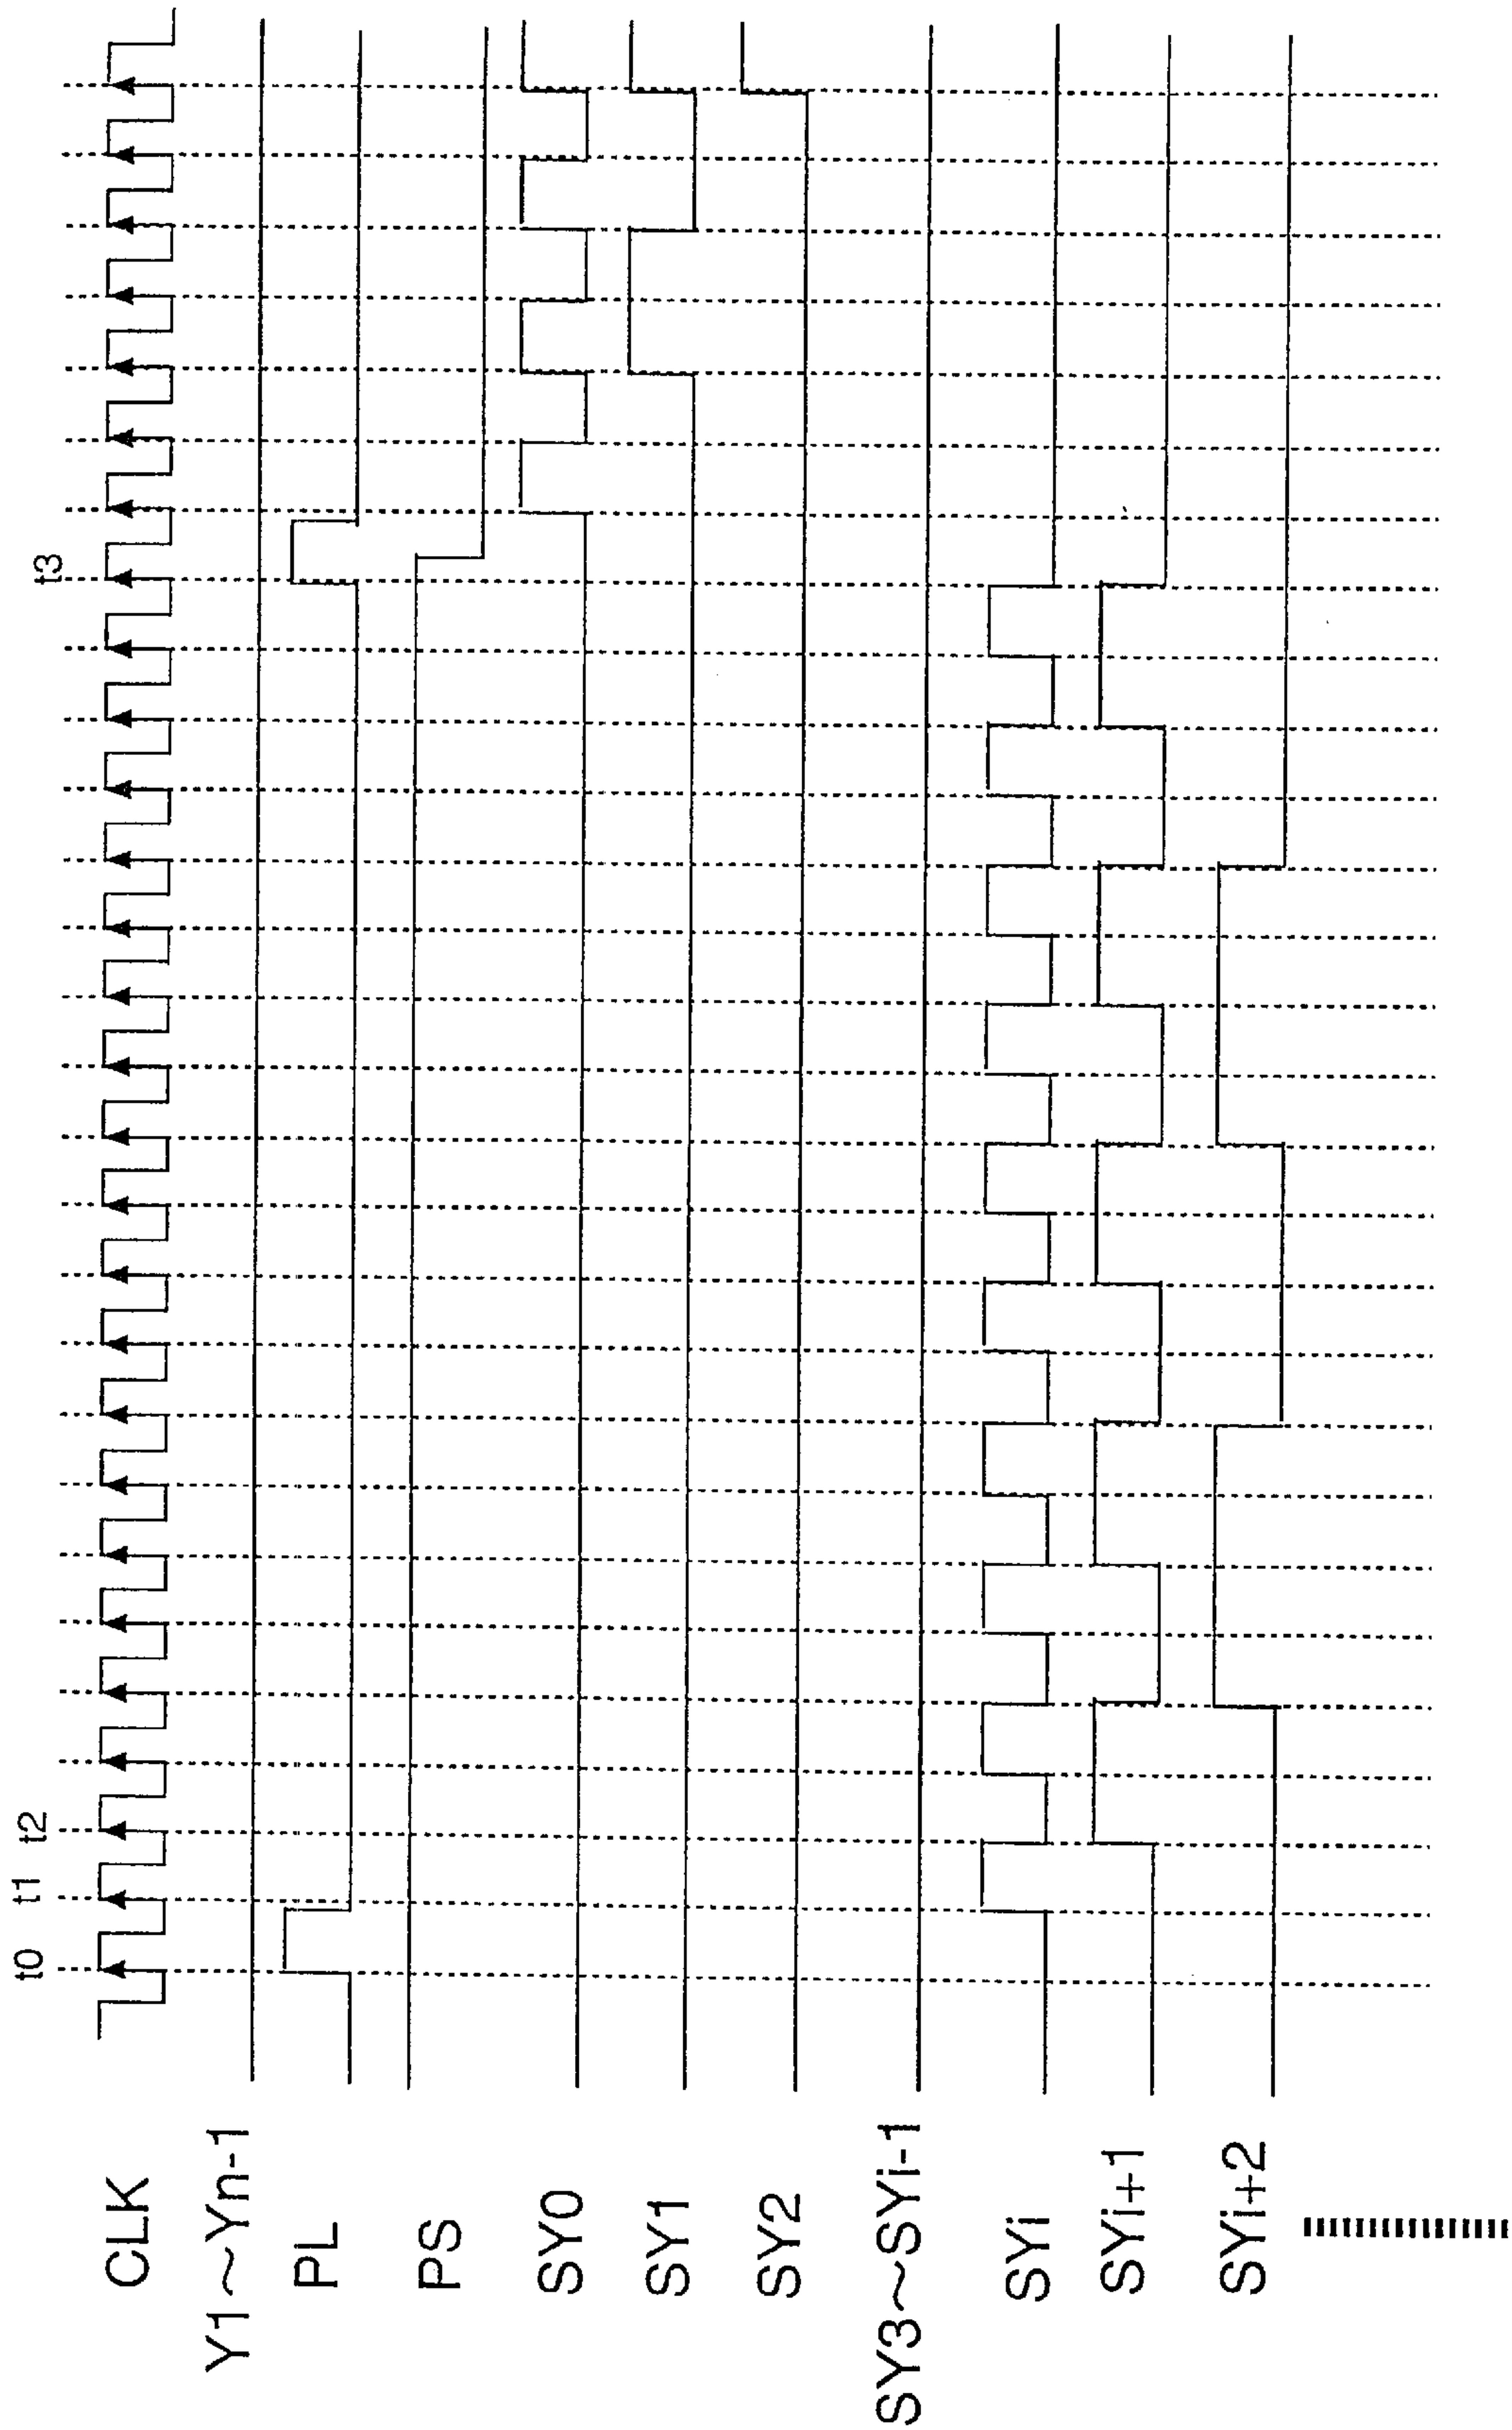 t0
t1
t2
t3
CLK
Y1~Yn-1
PL
PS
SY0
SY1
SY2
SY3~SYi-1
SYi
SYi+1
SYi+2